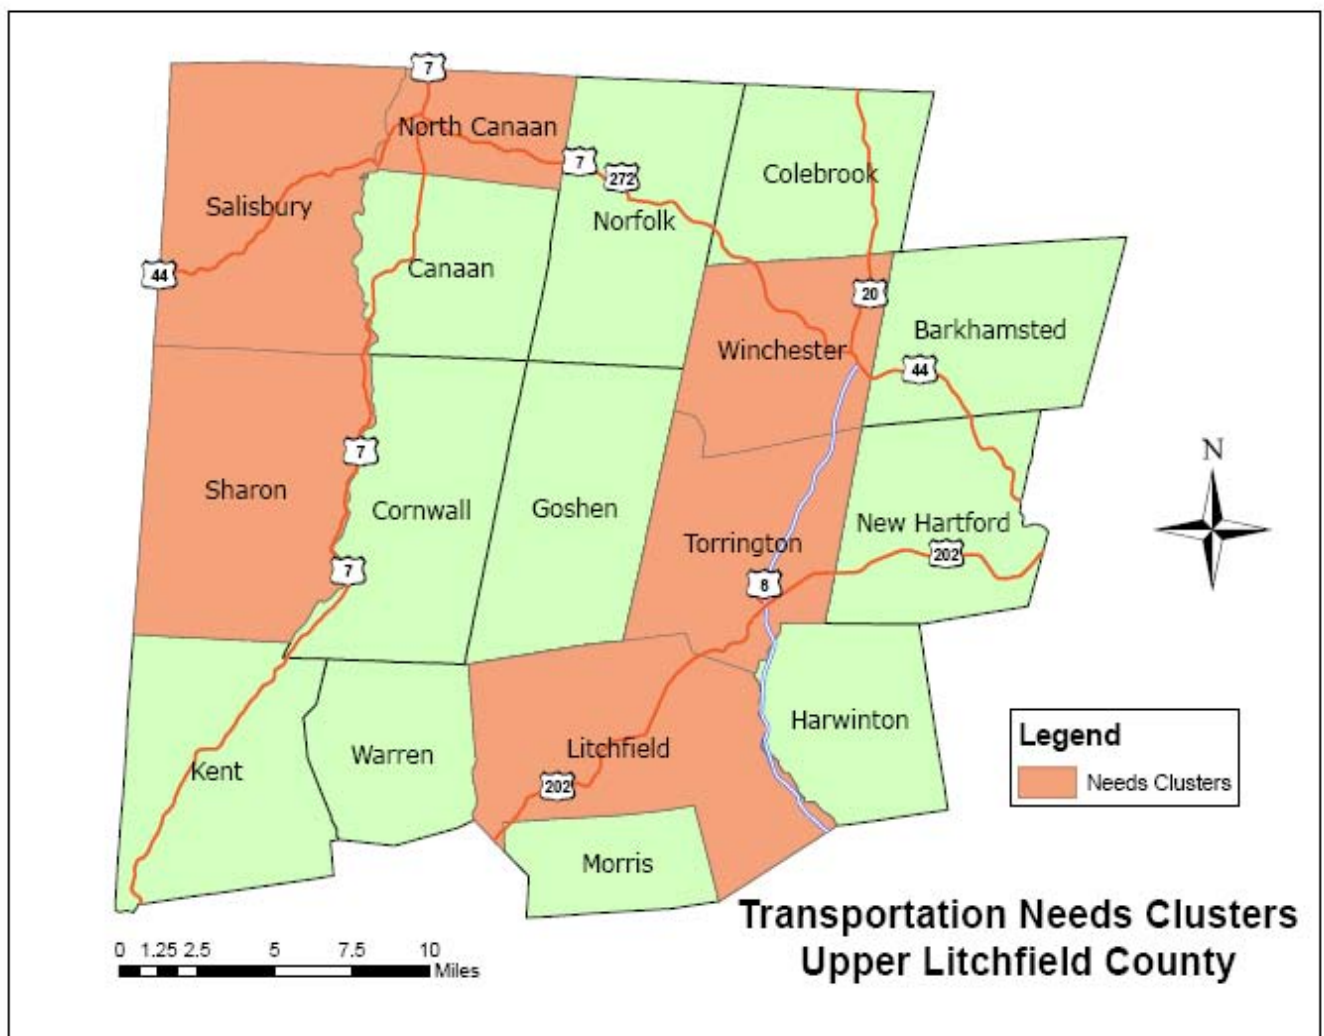 7
North Canaan
7
272
Colebrook
Salisbury
Norfolk
Canaan
44
20
Barkhamsted
Winchester
44
7
N
Sharon
Cornwall
Goshen
New Hartford
Torrington
202
7
8
Harwinton
Legend
Litchfield
Warren
Kent
Needs Clusters
202
Morris
Transportation Needs Clusters
Upper Litchfield County
0 1.25 2.5 5 7.5 10
Miles